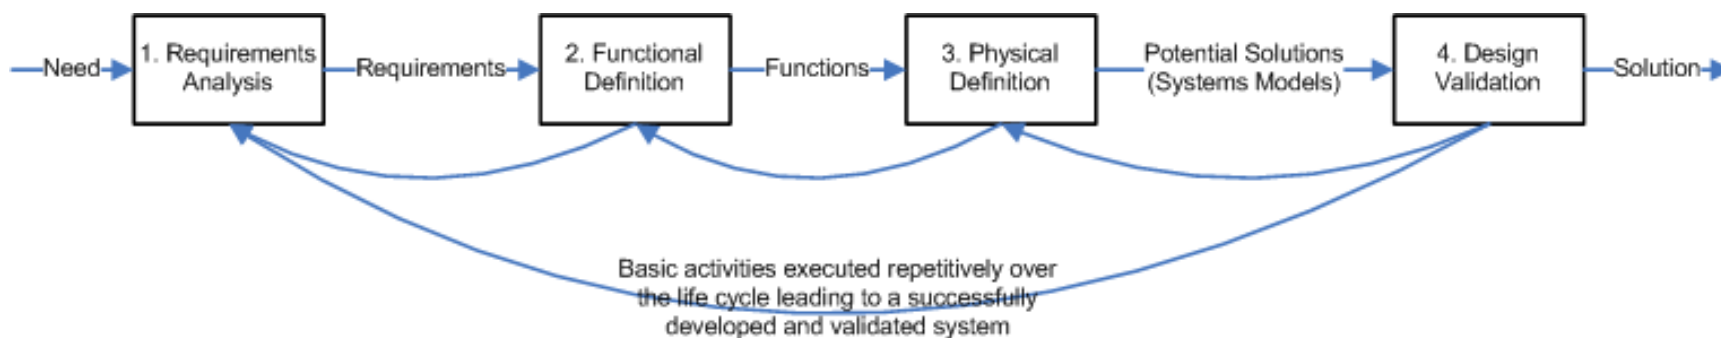 Need
1. Requirements
Analysis
Requirements
2. Functional
Definition
Functions
3. Physical
Definition
Potential Solutions
(Systems Models)
4. Design
Validation
Solution
Basic activities executed repetitively over
the life cycle leading to a successfully
developed and validated system